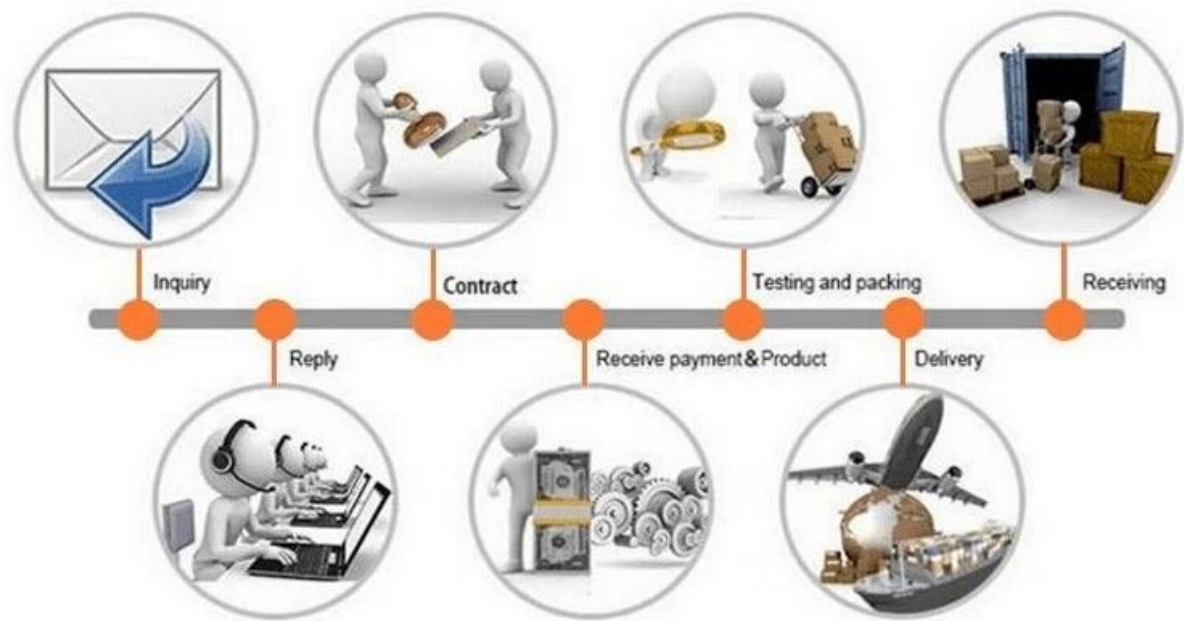 Inquiry
Contract
Testing and packing
Receiving
Reply
Receive payment&Product
Delivery